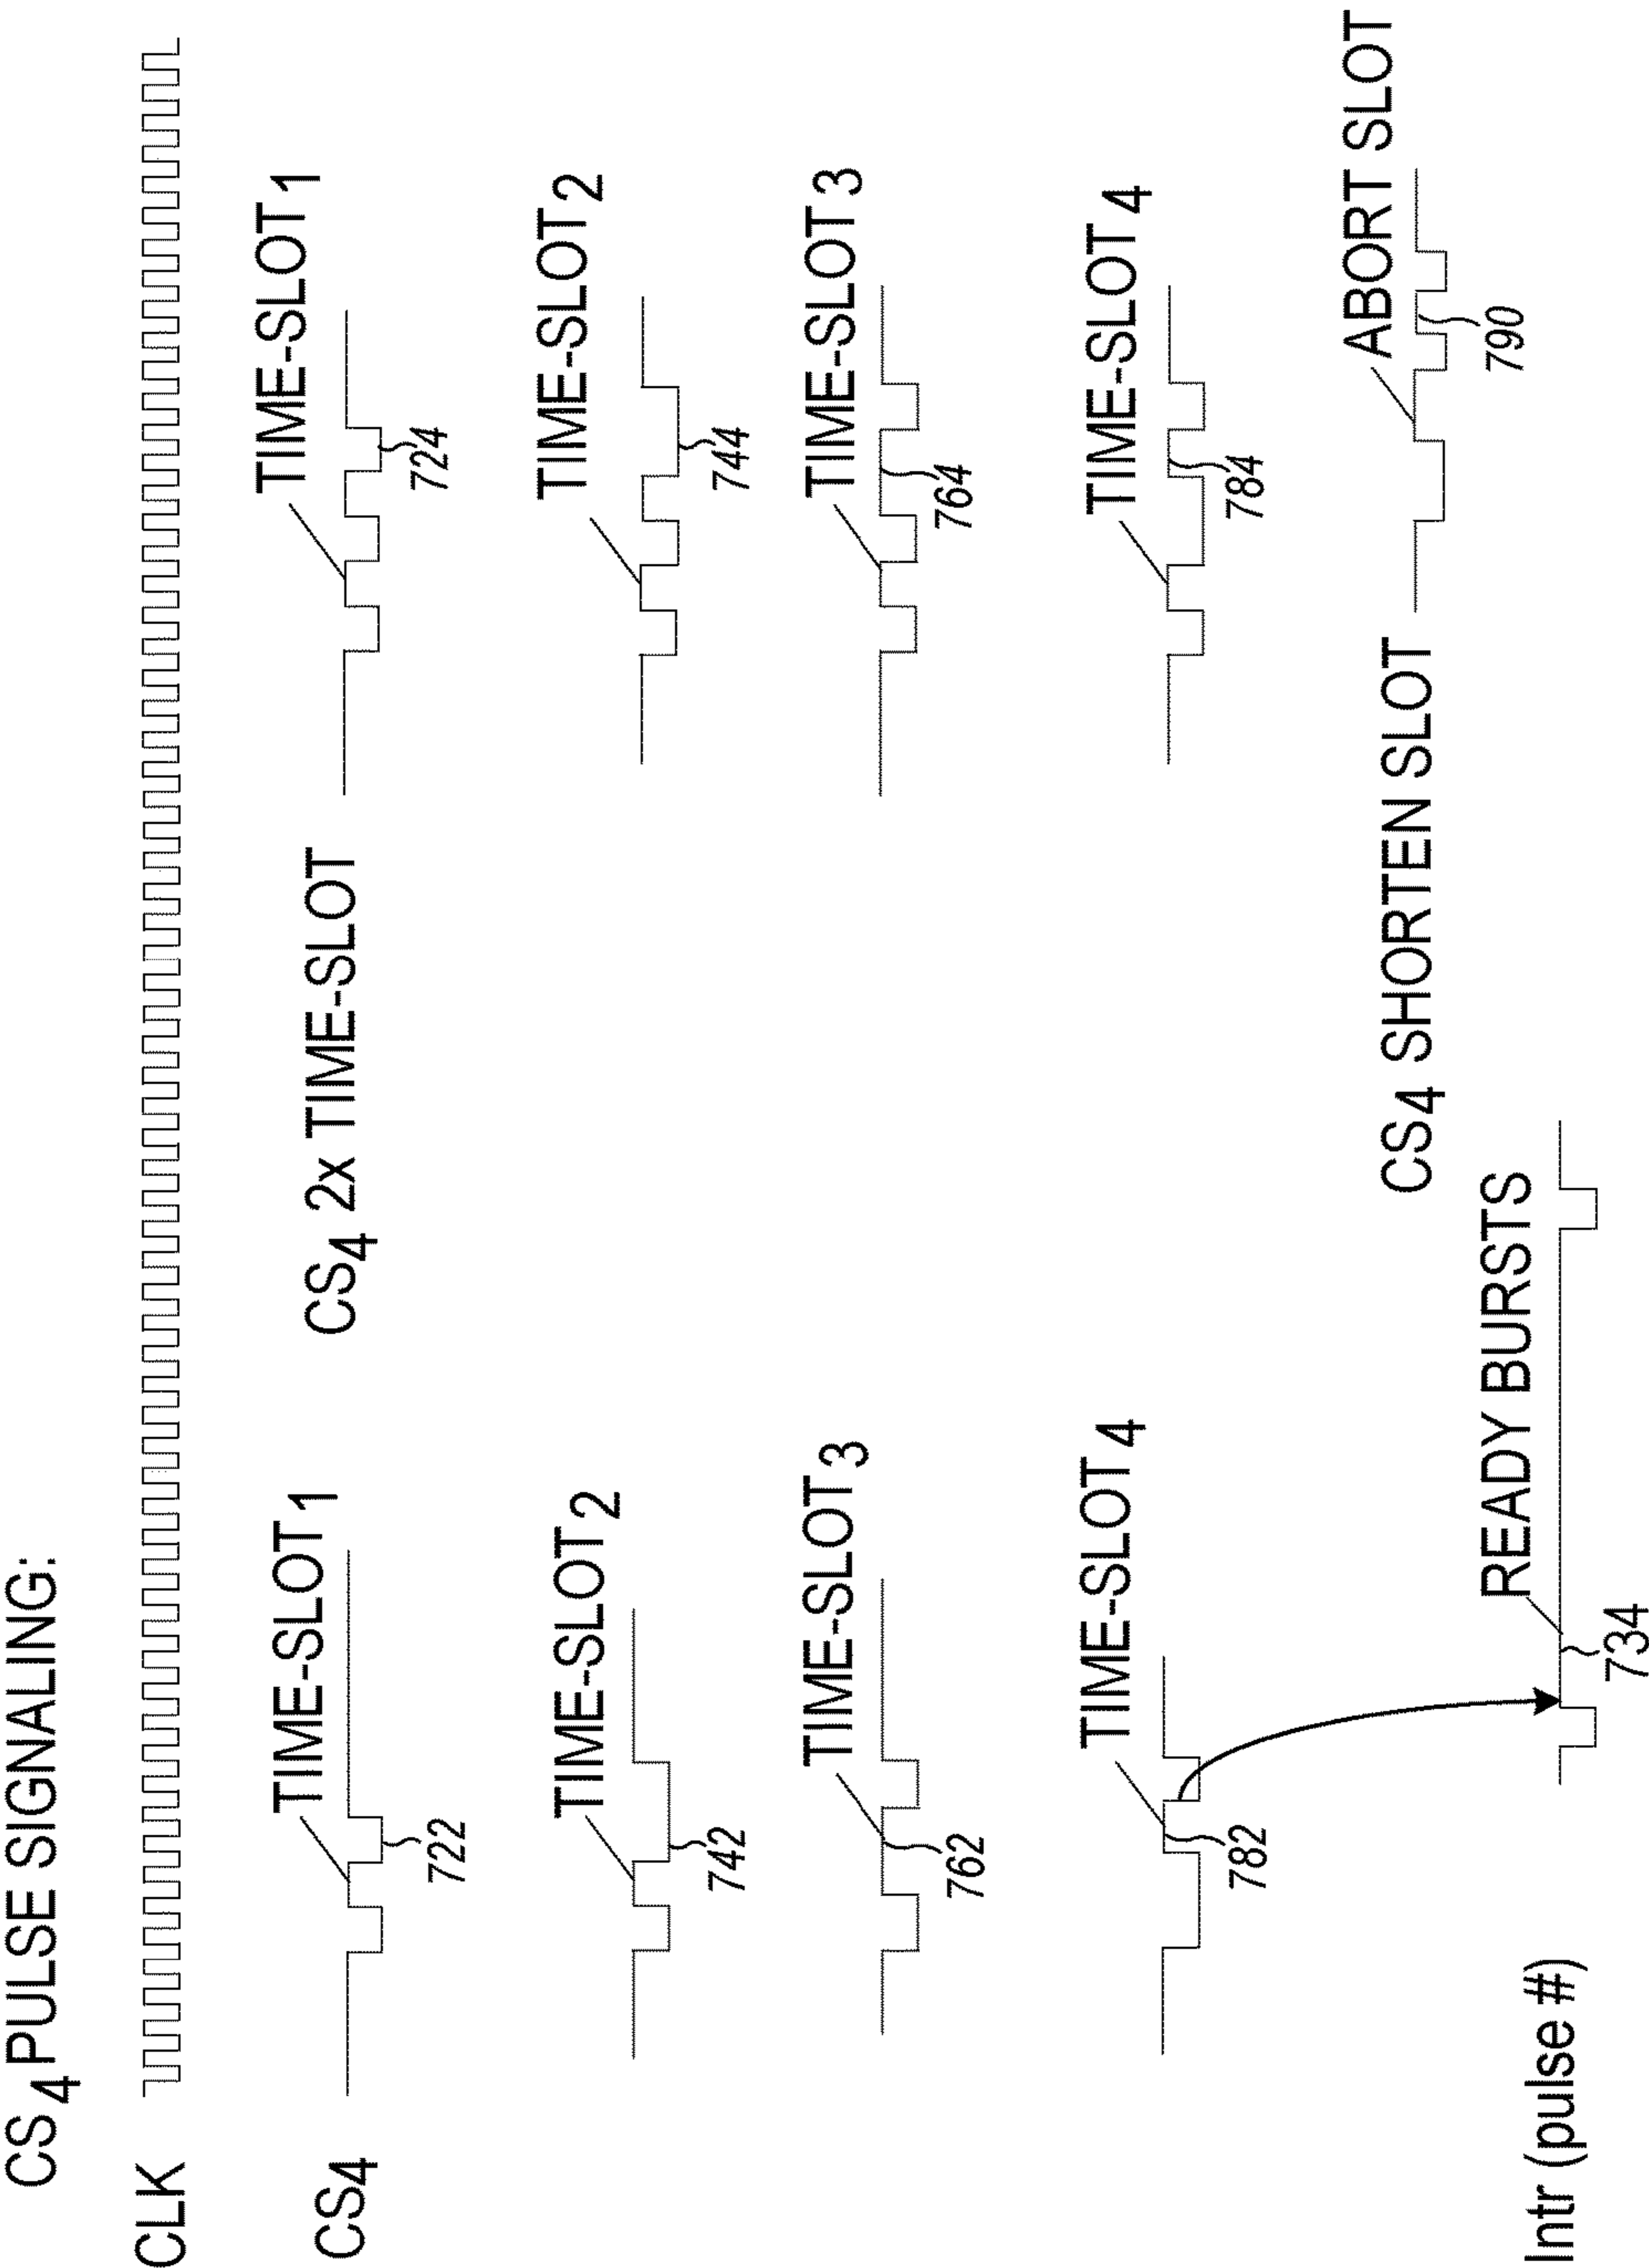 CS4 PULSE SIGNALING:
CLK
CS4
TIME-SLOT1
722
CS4 2x TIME-SLOT
TIME-SLOT1
724
TIME-SLOT2
742
TIME-SLOT2
744
TIME-SLOT3
762
TIME-SLOT3
764
TIME-SLOT4
782
TIME-SLOT4
784
CS4 SHORTEN SLOT
ABORT SLOT
790
Intr (pulse #)
READY BURSTS
734